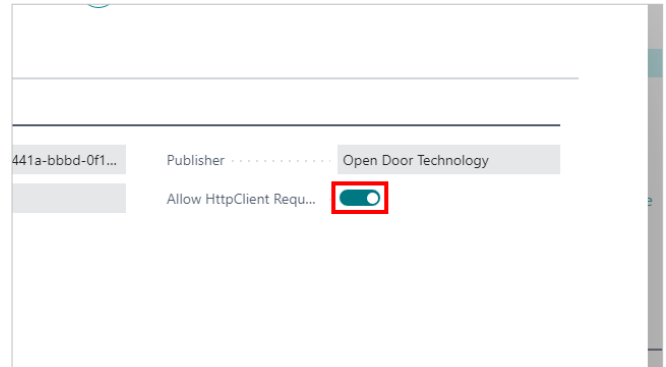 441a-bbbd-0f1... Publisher Open Door Technology
Allow HttpClient Requ...